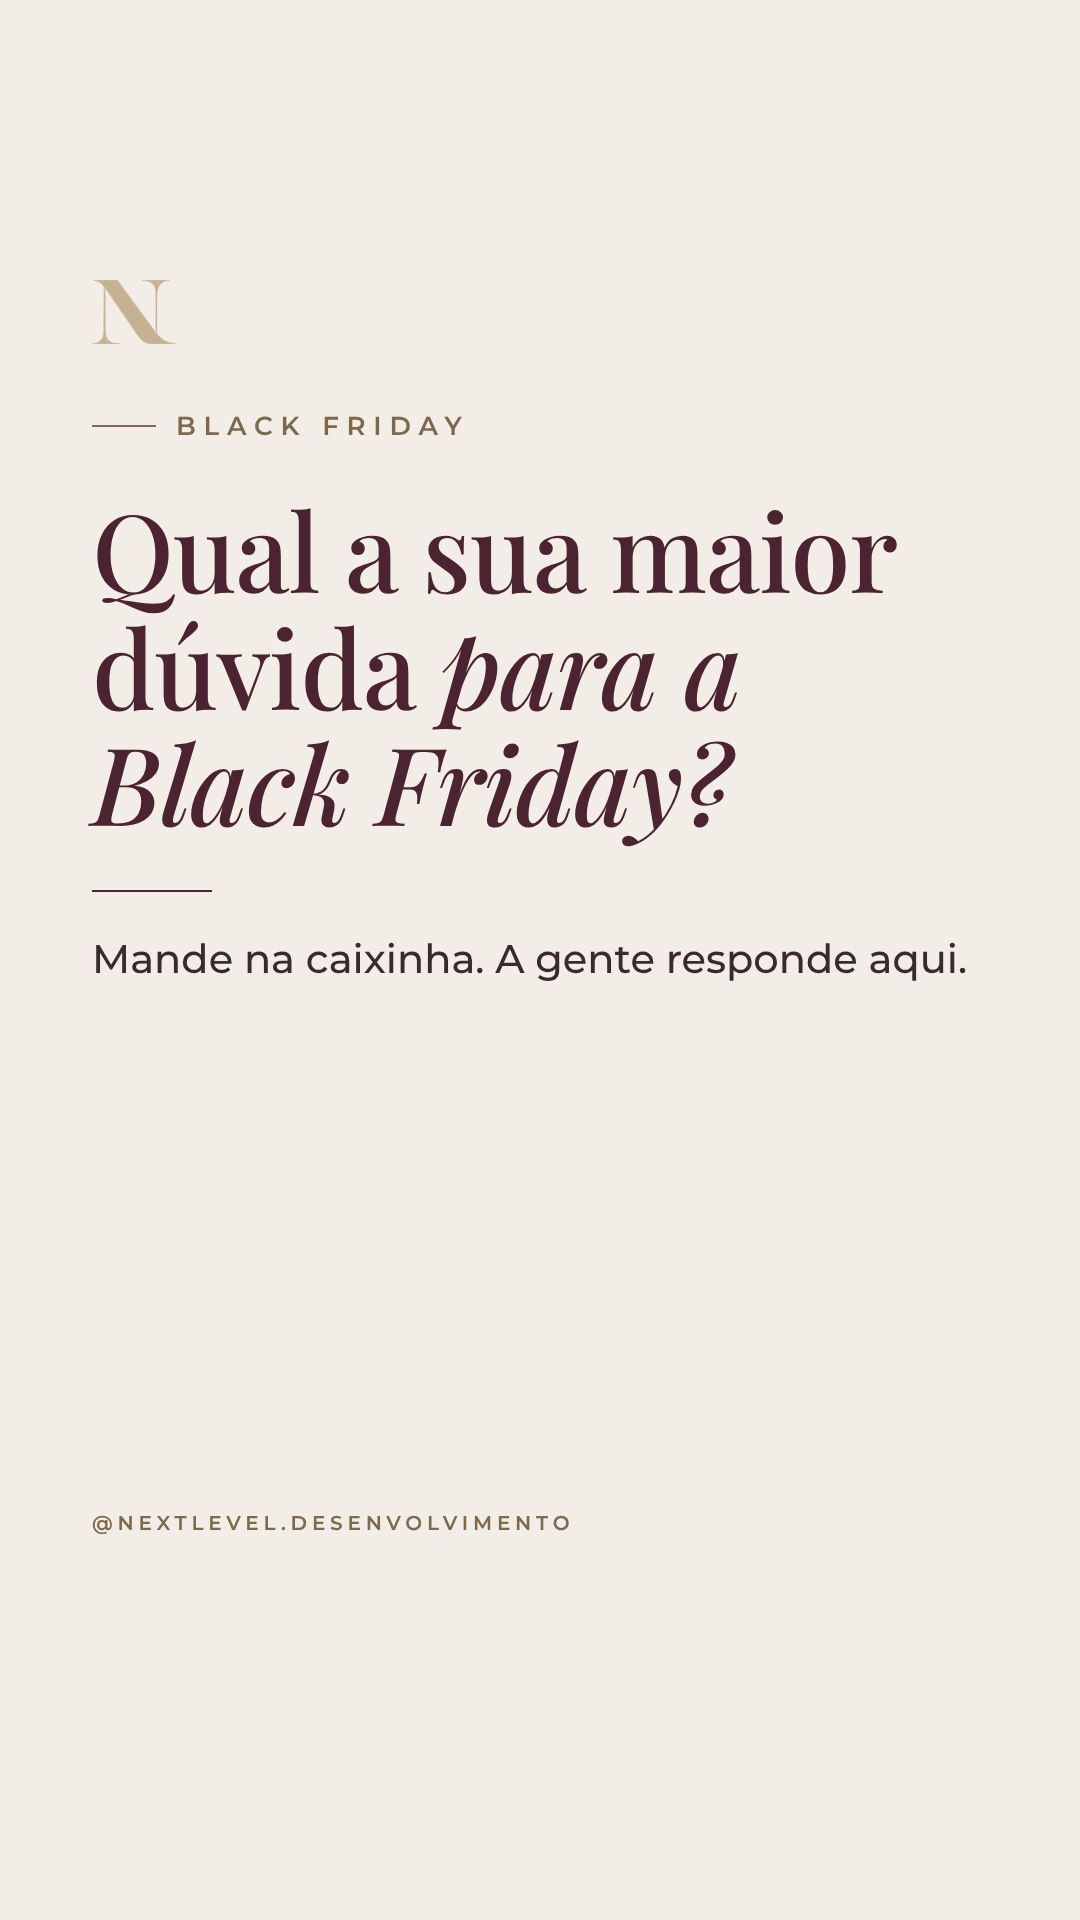 N
BLACK FRIDAY
Qual a sua maior
dúvida para a
Black Friday?
Mande na caixinha. A gente responde aqui.
@NEXTLEVEL.DESENVOLVIMENTO